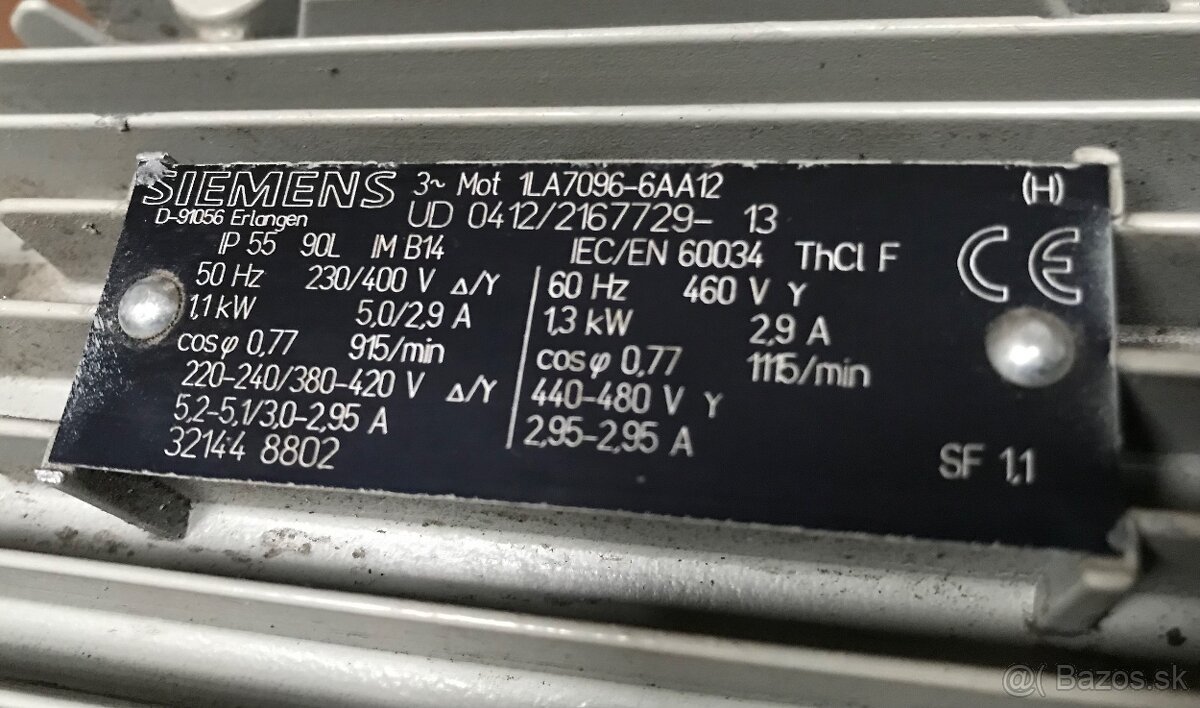 SIEMENS 3~ Mot 1LA7096-6AA12 (H)
D-91056 Erlangen UD 0412/2167729- 13
IP 55 90L IM B14 IEC/EN 60034 ThCl F
CE
50 Hz 230/400 V Δ/Y
1,1 kW 5,0/2,9 A
cosφ 0,77 915/min
220-240/380-420 V Δ/Y
5,2-5,1/3,0-2,95 A
32144 8802
60 Hz 460 V Y
1,3 kW 2,9 A
cosφ 0,77 1115/min
440-480 V Y
2,95-2,95 A
SF 1,1
@( Bazos.sk